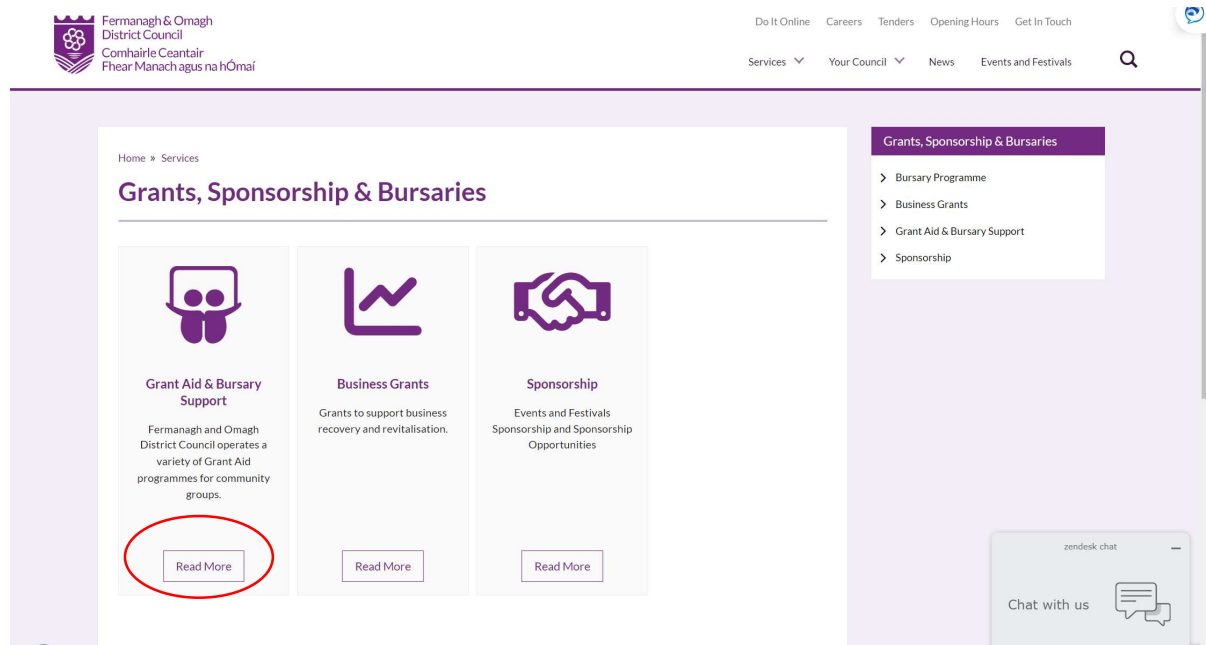 Fermanagh & Omagh
District Council
Comhairle Ceantair
Fhear Manach agus na hÓmaí
Do It Online Careers Tenders Opening Hours Get In Touch
Services Your Council News Events and Festivals
Home » Services
Grants, Sponsorship & Bursaries
Grant Aid & Bursary
Support
Fermanagh and Omagh
District Council operates a
variety of Grant Aid
programmes for community
groups.
Read More
Business Grants
Grants to support business
recovery and revitalisation.
Read More
Sponsorship
Events and Festivals
Sponsorship and Sponsorship
Opportunities
Read More
Grants, Sponsorship & Bursaries
Bursary Programme
Business Grants
Grant Aid & Bursary Support
Sponsorship
zendesk chat
Chat with us